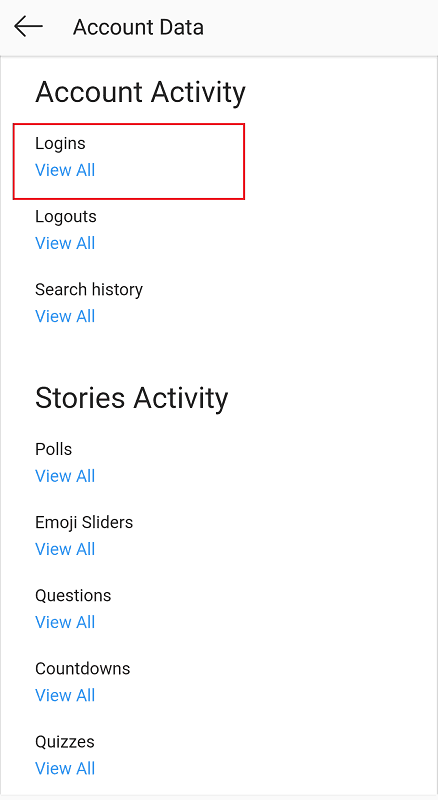 Account Data
Account Activity
Logins
View All
Logouts
View All
Search history
View All
Stories Activity
Polls
View All
Emoji Sliders
View All
Questions
View All
Countdowns
View All
Quizzes
View All